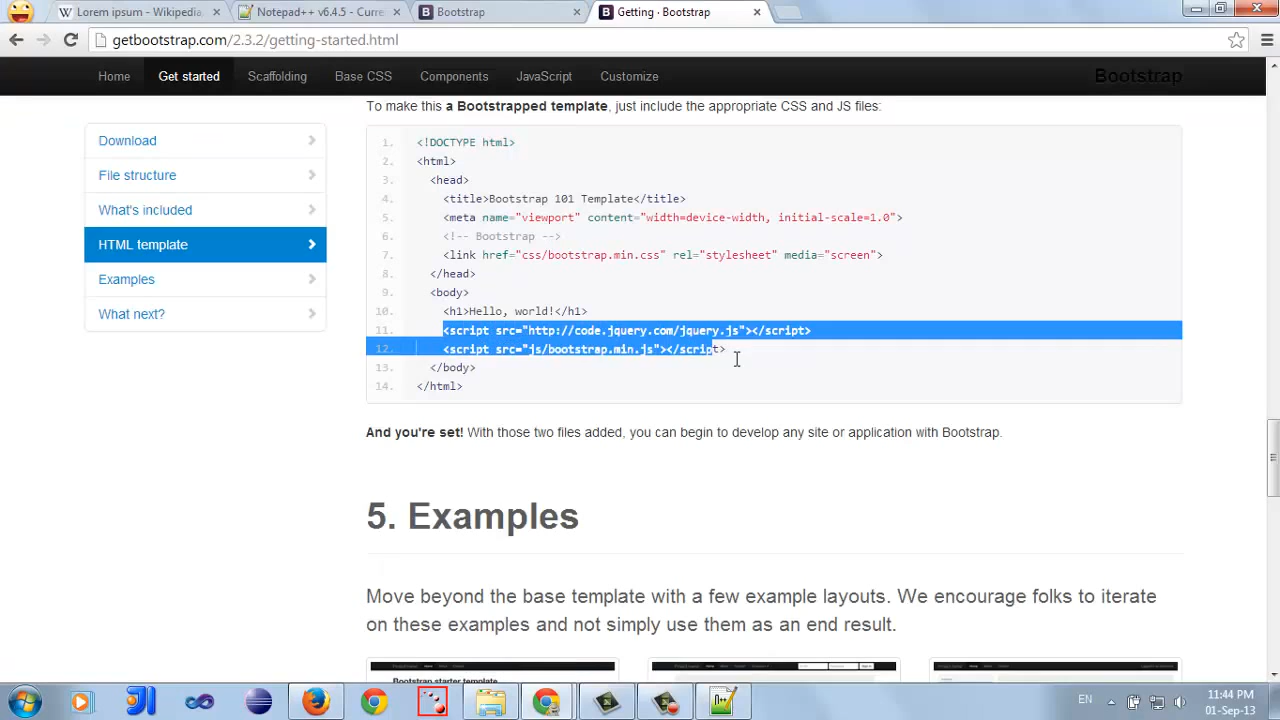 Lorem ipsum - Wikipedia,
Notepad++ v6.4.5 - Curre
Bootstrap
Getting · Bootstrap
getbootstrap.com/2.3.2/getting-started.html
Home
Get started
Scaffolding
Base CSS
Components
JavaScript
Customize
Bootstrap
Download
File structure
What's included
HTML template
Examples
What next?
To make this a Bootstrapped template, just include the appropriate CSS and JS files:
1. <!DOCTYPE html>
2. <html>
3. <head>
4. <title>Bootstrap 101 Template</title>
5. <meta name="viewport" content="width=device-width, initial-scale=1.0">
6. <!-- Bootstrap -->
7. <link href="css/bootstrap.min.css" rel="stylesheet" media="screen">
8. </head>
9. <body>
10. <h1>Hello, world!</h1>
11. <script src="http://code.jquery.com/jquery.js"></script>
12. <script src="js/bootstrap.min.js"></script>
13. </body>
14. </html>
And you're set! With those two files added, you can begin to develop any site or application with Bootstrap.
5. Examples
Move beyond the base template with a few example layouts. We encourage folks to iterate
on these examples and not simply use them as an end result.
Bootstrap starter template
EN
11:44 PM
01-Sep-13